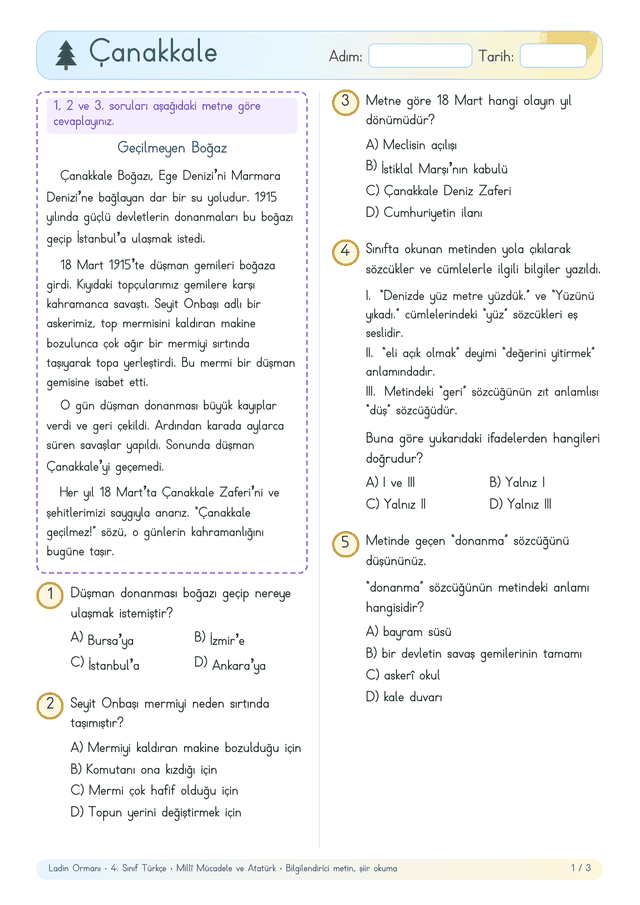 Çanakkale
Adım:
Tarih:
1, 2 ve 3. soruları aşağıdaki metne göre
cevaplayınız.
Geçilmeyen Boğaz
Çanakkale Boğazı, Ege Denizi’ni Marmara
Denizi’ne bağlayan dar bir su yoludur. 1915
yılında güçlü devletlerin donanmaları bu boğazı
geçip İstanbul’a ulaşmak istedi.
18 Mart 1915’te düşman gemileri boğaza
girdi. Kıyıdaki topçularımız gemilere karşı
kahramanca savaştı. Seyit Onbaşı adlı bir
askerimiz, top mermisini kaldıran makine
bozulunca çok ağır bir mermiyi sırtında
taşıyarak topa yerleştirdi. Bu mermi bir düşman
gemisine isabet etti.
O gün düşman donanması büyük kayıplar
verdi ve geri çekildi. Ardından karada aylarca
süren savaşlar yapıldı. Sonunda düşman
Çanakkale’yi geçemedi.
Her yıl 18 Mart’ta Çanakkale Zaferi’ni ve
şehitlerimizi saygıyla anarız. “Çanakkale
geçilmez!” sözü, o günlerin kahramanlığını
bugüne taşır.
1 Düşman donanması boğazı geçip nereye
ulaşmak istemiştir?
A) Bursa’ya B) İzmir’e
C) İstanbul’a D) Ankara’ya
2 Seyit Onbaşı mermiyi neden sırtında
taşımıştır?
A) Mermiyi kaldıran makine bozulduğu için
B) Komutanı ona kızdığı için
C) Mermi çok hafif olduğu için
D) Topun yerini değiştirmek için
3 Metne göre 18 Mart hangi olayın yıl
dönümüdür?
A) Meclisin açılışı
B) İstiklal Marşı’nın kabulü
C) Çanakkale Deniz Zaferi
D) Cumhuriyetin ilanı
4 Sınıfta okunan metinden yola çıkılarak
sözcükler ve cümlelerle ilgili bilgiler yazıldı.
I. “Denizde yüz metre yüzdük.” ve “Yüzünü
yıkadı.” cümlelerindeki “yüz” sözcükleri eş
seslidir.
II. “eli açık olmak” deyimi “değerini yitirmek”
anlamındadır.
III. Metindeki “geri” sözcüğünün zıt anlamlısı
“düş” sözcüğüdür.
Buna göre yukarıdaki ifadelerden hangileri
doğrudur?
A) I ve III B) Yalnız I
C) Yalnız II D) Yalnız III
5 Metinde geçen “donanma” sözcüğünü
düşününüz.
“donanma” sözcüğünün metindeki anlamı
hangisidir?
A) bayram süsü
B) bir devletin savaş gemilerinin tamamı
C) askerî okul
D) kale duvarı
Ladin Ormanı • 4. Sınıf Türkçe • Millî Mücadele ve Atatürk • Bilgilendirici metin, şiir okuma
1 / 3